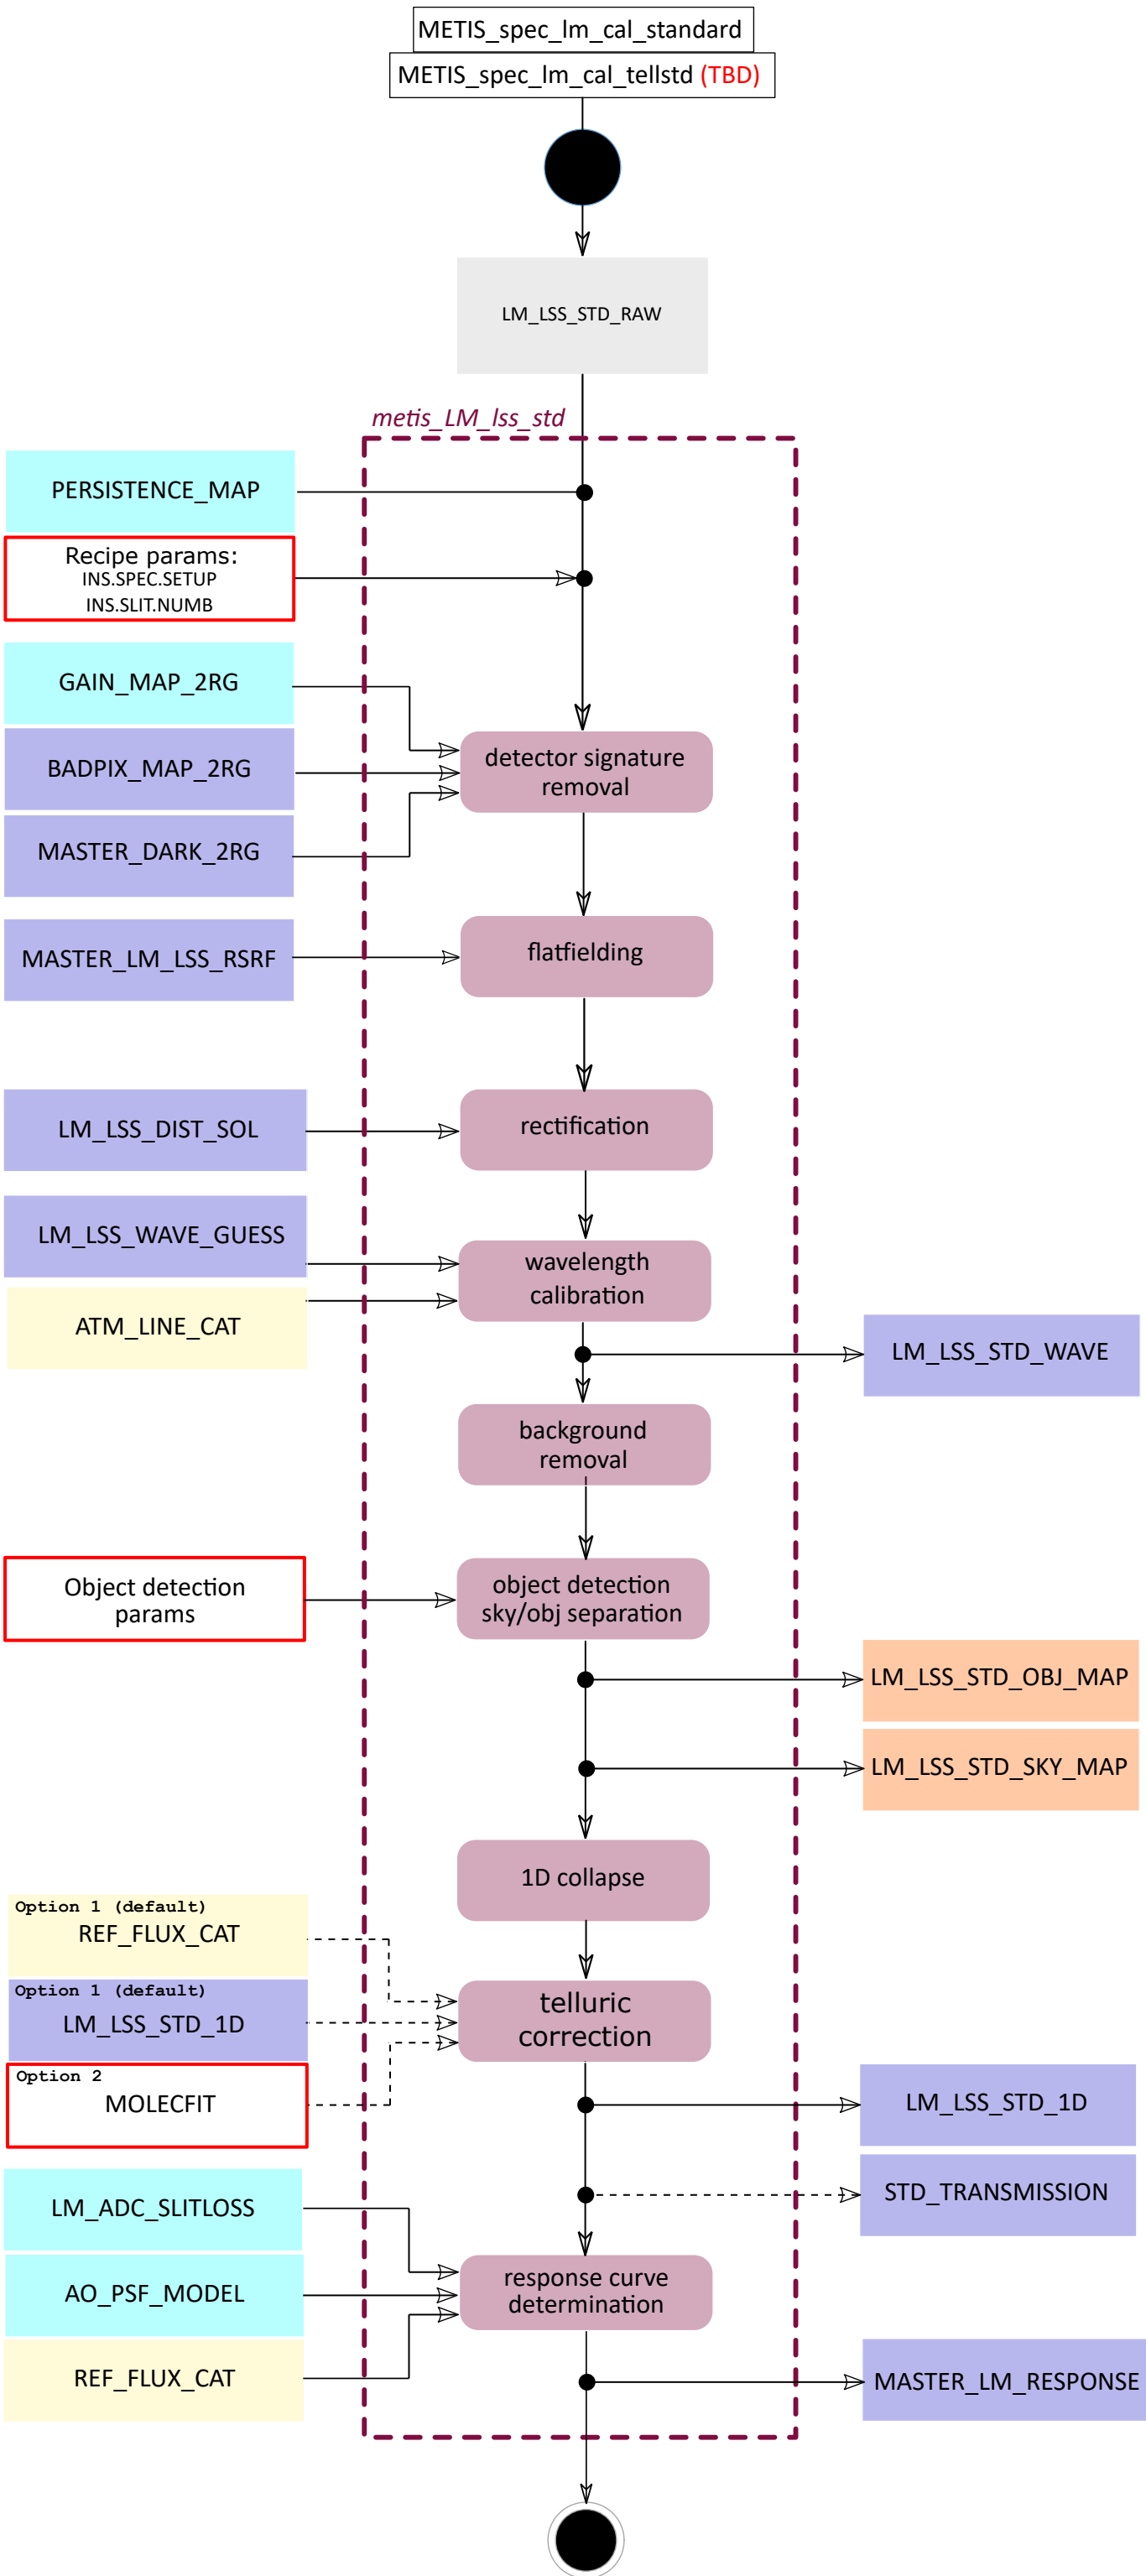 METIS_spec_lm_cal_standard
METIS_spec_lm_cal_tellstd (TBD)
LM_LSS_STD_RAW
metis_LM_lss_std
PERSISTENCE_MAP
Recipe params:
INS.SPEC.SETUP
INS.SLIT.NUMB
GAIN_MAP_2RG
BADPIX_MAP_2RG
MASTER_DARK_2RG
detector signature
removal
MASTER_LM_LSS_RSRF
flatfielding
LM_LSS_DIST_SOL
rectification
LM_LSS_WAVE_GUESS
ATM_LINE_CAT
wavelength
calibration
LM_LSS_STD_WAVE
background
removal
Object detection
params
object detection
sky/obj separation
LM_LSS_STD_OBJ_MAP
LM_LSS_STD_SKY_MAP
1D collapse
Option 1 (default)
REF_FLUX_CAT
Option 1 (default)
LM_LSS_STD_1D
Option 2
MOLECFIT
telluric
correction
LM_LSS_STD_1D
STD_TRANSMISSION
LM_ADC_SLITLOSS
AO_PSF_MODEL
REF_FLUX_CAT
response curve
determination
MASTER_LM_RESPONSE